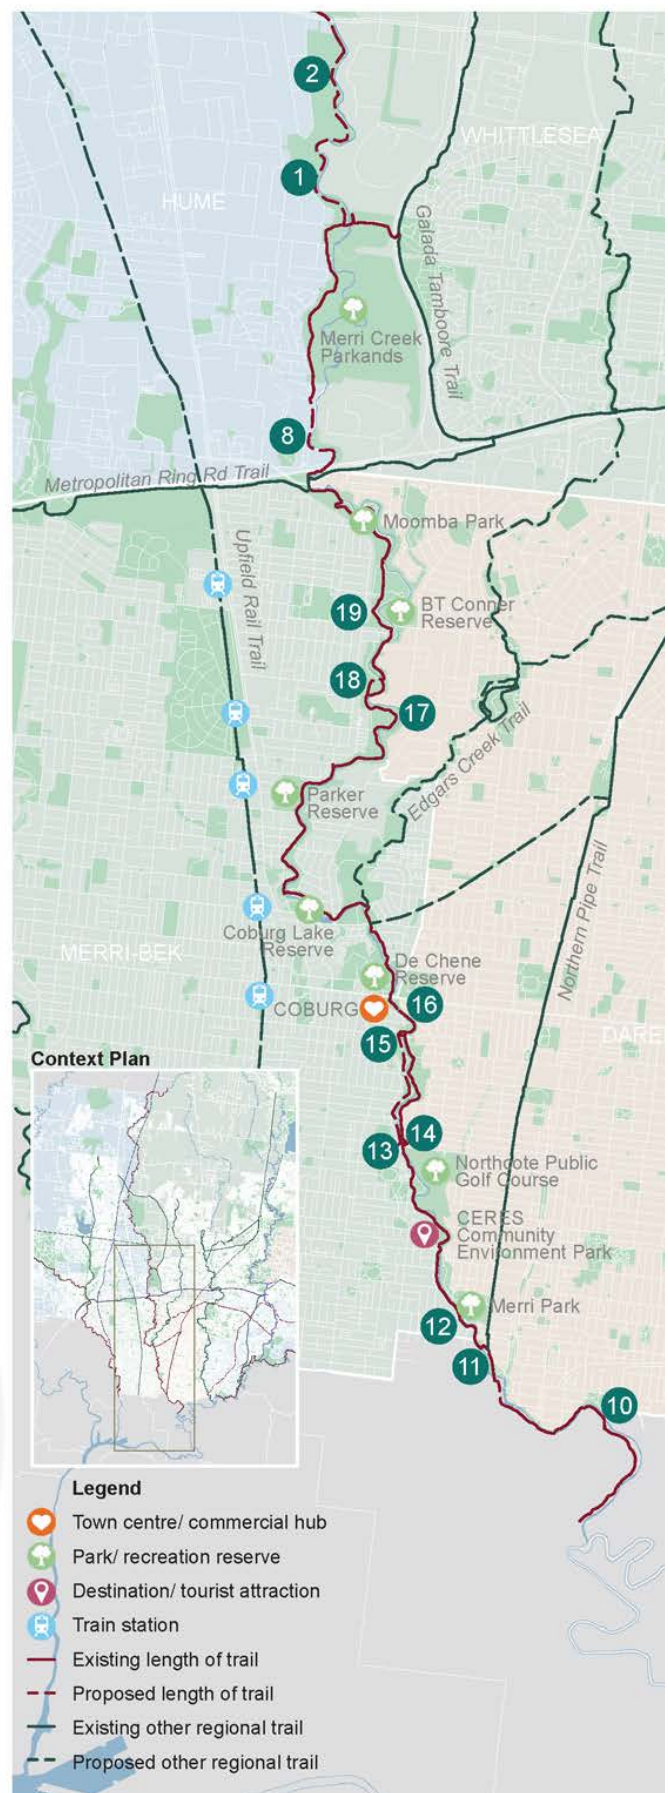 2
WHITTLESEA
1
HUME
Galada Tamboore Trail
Merri Creek
Parkands
8
Metropolitan Ring Rd Trail
Moomba Park
Upfield Rail Trail
19
BT Conner
Reserve
18
17
Edgars Creek Trail
Parker
Reserve
Northern Pipe Trail
Coburg Lake
Reserve
MERRI-BEK
De Chene
Reserve
COBURG
16
DARE
15
Context Plan
14
13
Northcote Public
Golf Course
CERES
Community
Environment Park
Merri Park
12
11
10
Legend
Town centre/ commercial hub
Park/ recreation reserve
Destination/ tourist attraction
Train station
Existing length of trail
Proposed length of trail
Existing other regional trail
Proposed other regional trail